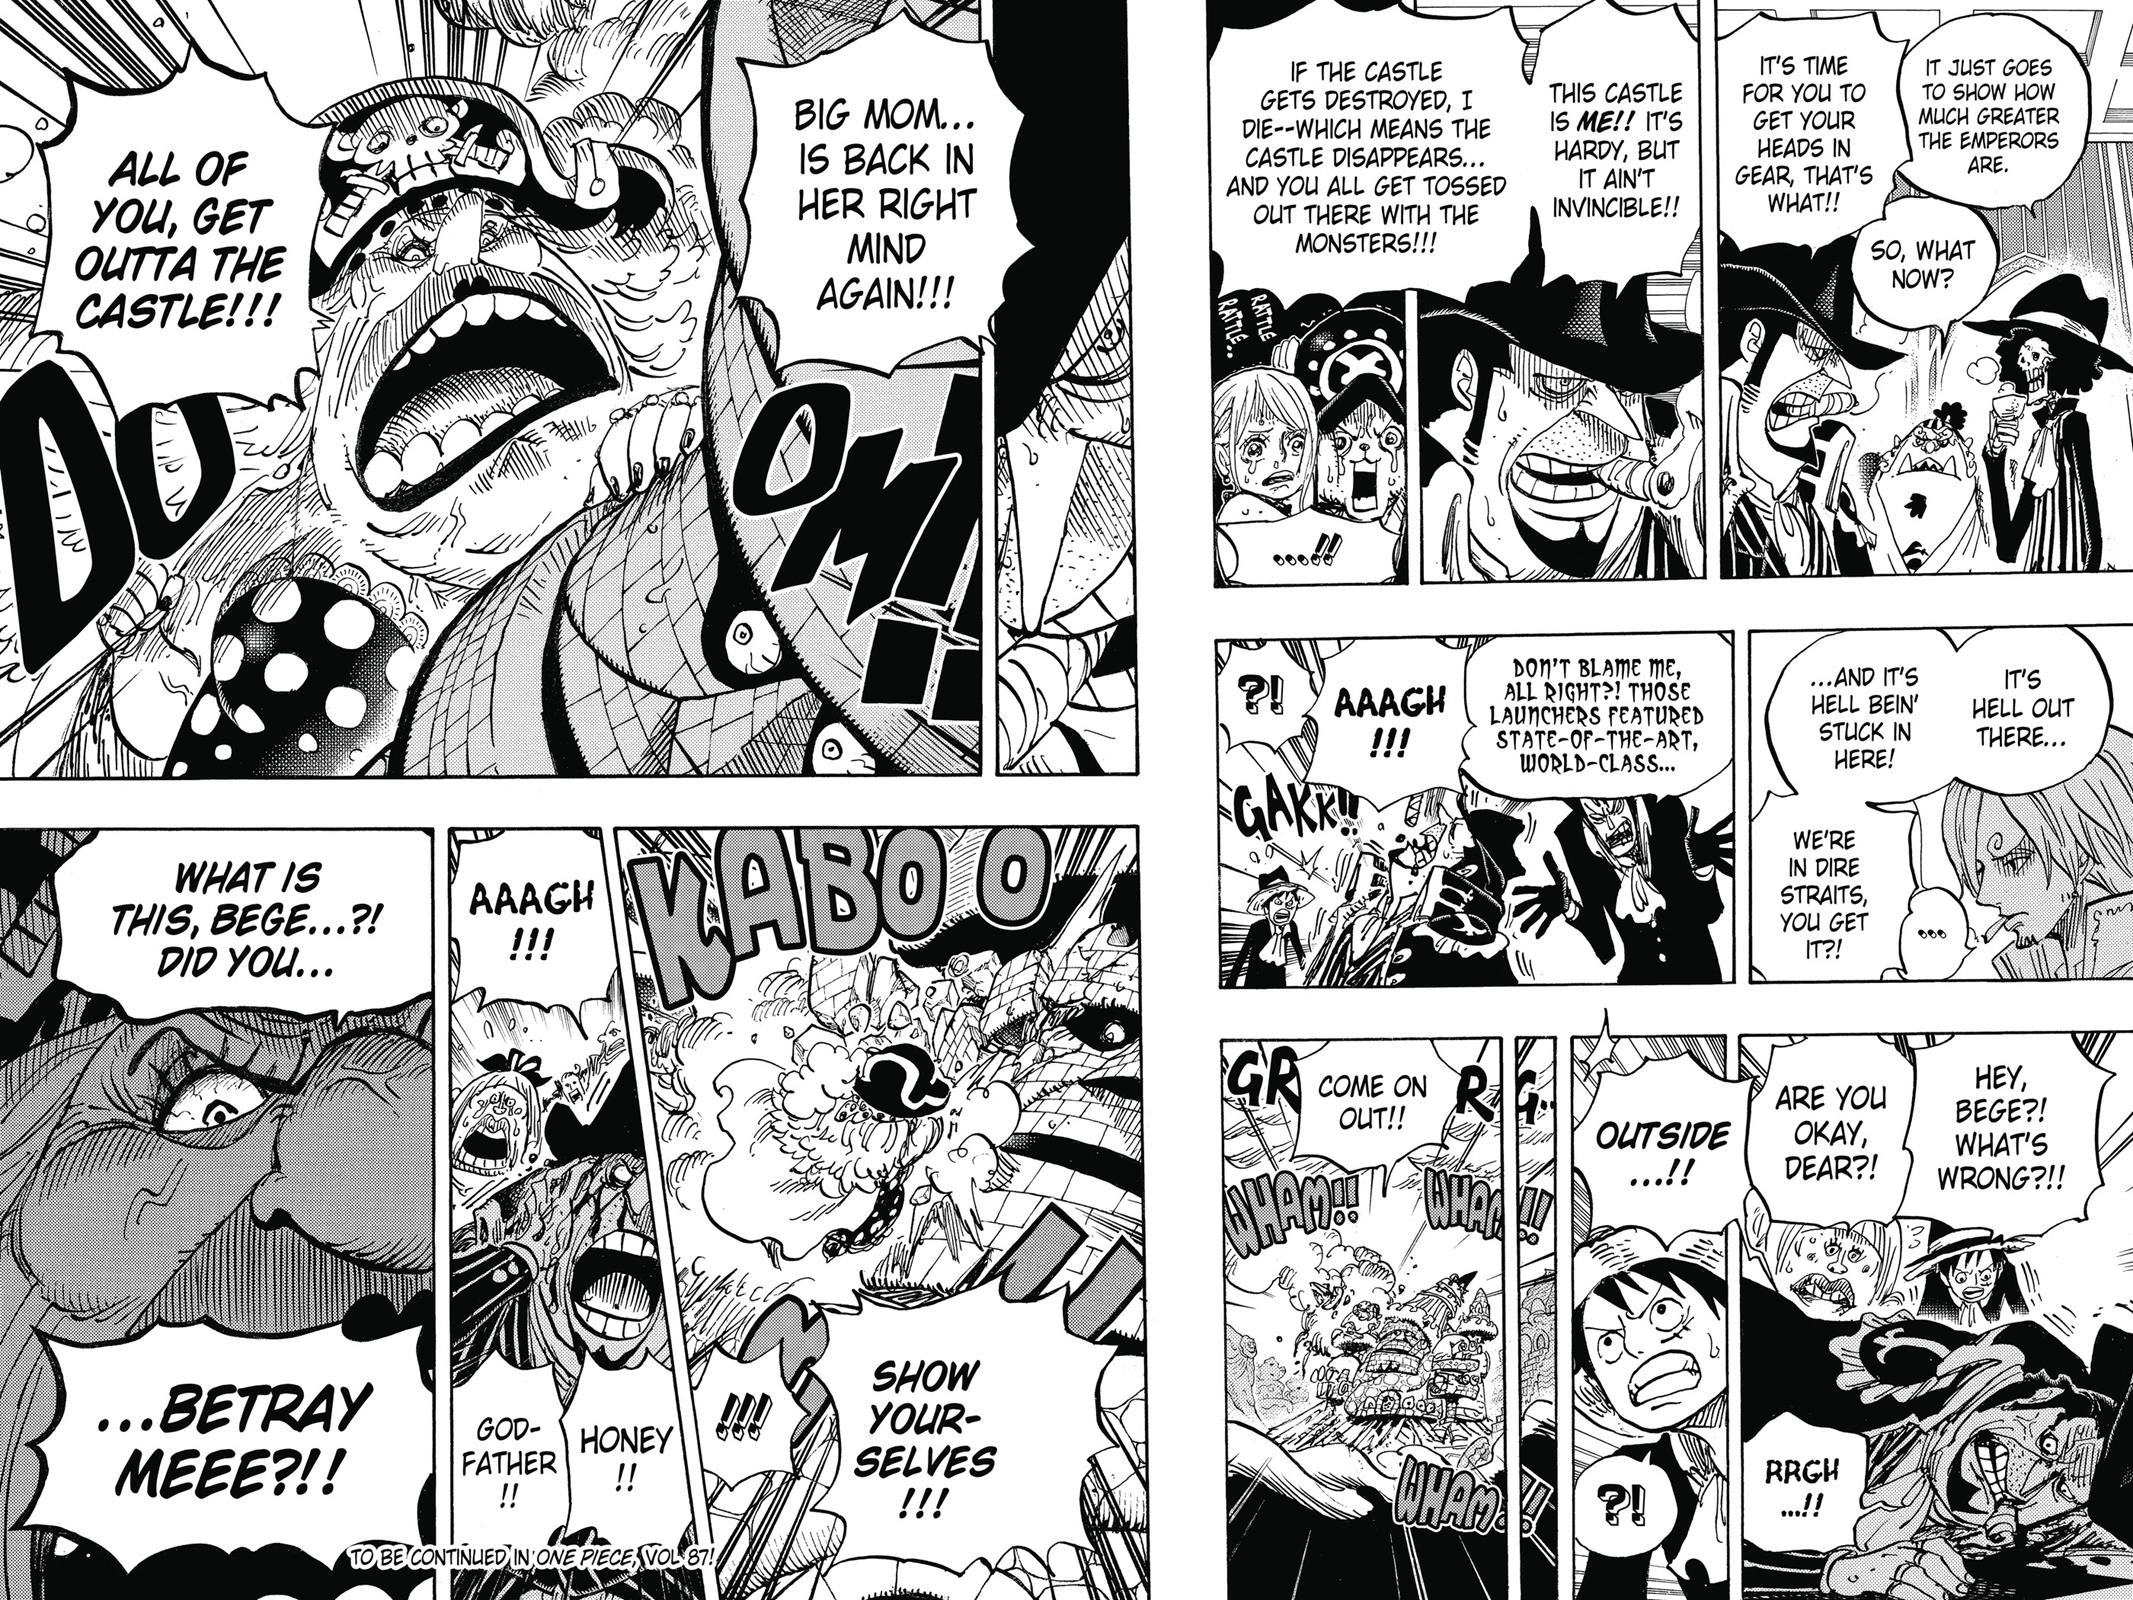 IT JUST GOES
TO SHOW HOW
MUCH GREATER
THE EMPERORS
ARE.
SO, WHAT
NOW?
IT'S TIME
FOR YOU TO
GET YOUR
HEADS IN
GEAR, THAT'S
WHAT!!
THIS CASTLE
IS ME!! IT'S
HARDY, BUT
IT AIN'T
INVINCIBLE!!
IF THE CASTLE
GETS DESTROYED, I
DIE--WHICH MEANS THE
CASTLE DISAPPEARS...
AND YOU ALL GET TOSSED
OUT THERE WITH THE
MONSTERS!!!
RATTLE
RATTLE...
.....!!
IT'S
HELL OUT
THERE...
...AND IT'S
HELL BEIN'
STUCK IN
HERE!
WE'RE
IN DIRE
STRAITS,
YOU GET
IT?!
...
DON'T BLAME ME,
ALL RIGHT?! THOSE
LAUNCHERS FEATURED
STATE-OF-THE-ART,
WORLD-CLASS...
AAAGH
!!!
?!
GAKK!!
HEY,
BEGE?!
WHAT'S
WRONG?!!
ARE YOU
OKAY,
DEAR?!
RRGH
...!!
OUTSIDE
...!!
?!
COME ON
OUT!!
GR
R
G..
WHAM!!
WHAM!!
WHAM!!
BIG MOM...
IS BACK IN
HER RIGHT
MIND
AGAIN!!!
ALL OF
YOU, GET
OUTTA THE
CASTLE!!!
DOOM!!
KABOO
SHOW
YOUR-
SELVES
!!!
!!!
AAAGH
!!!
HONEY
!!
GOD-
FATHER
!!
WHAT IS
THIS, BEGE...?!
DID YOU...
...BETRAY
MEEE?!!
TO BE CONTINUED IN ONE PIECE, VOL 87!